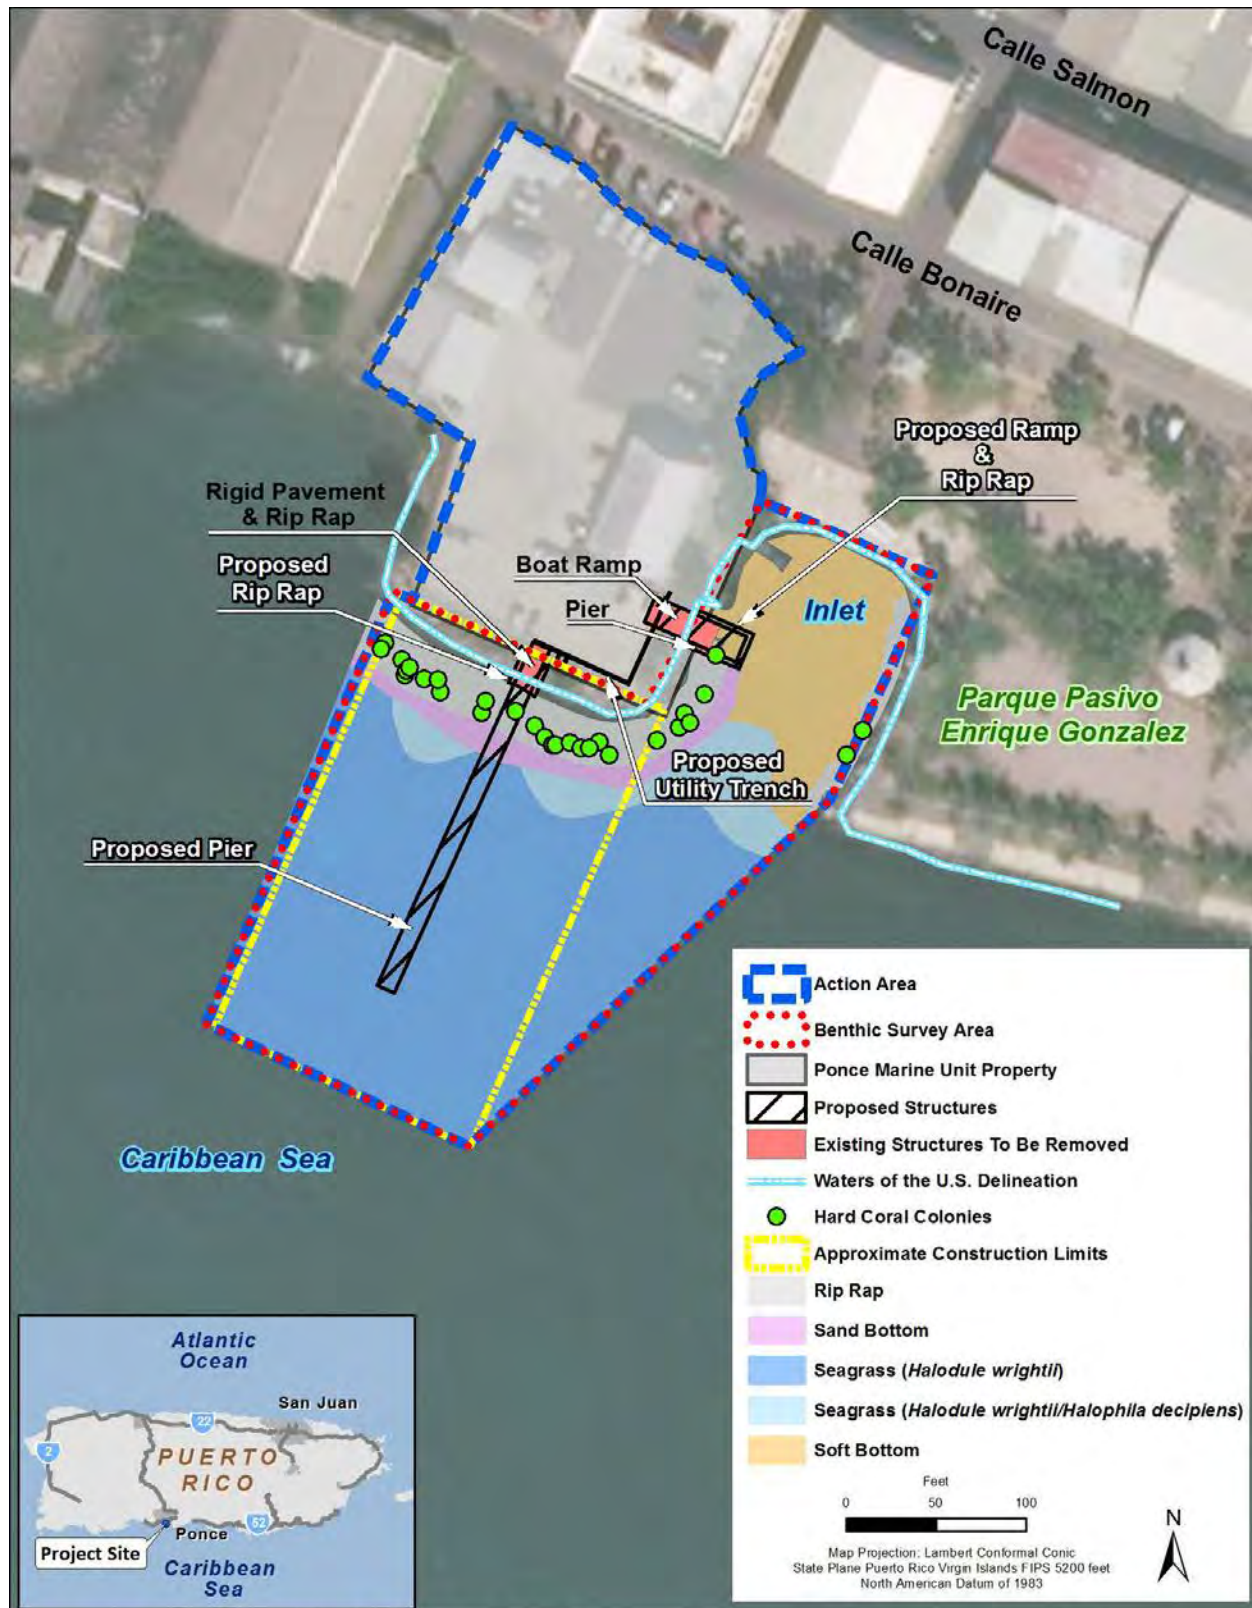 Calle Salmon
Calle Bonaire
Proposed Ramp
&
Rip Rap
Rigid Pavement
& Rip Rap
Proposed
Rip Rap
Boat Ramp
Pier
Inlet
Parque Pasivo
Enrique Gonzalez
Proposed
Utility Trench
Proposed Pier
Caribbean Sea
Action Area
Benthic Survey Area
Ponce Marine Unit Property
Proposed Structures
Existing Structures To Be Removed
Waters of the U.S. Delineation
Hard Coral Colonies
Approximate Construction Limits
Rip Rap
Sand Bottom
Seagrass (Halodule wrightii)
Seagrass (Halodule wrightii/Halophila decipiens)
Soft Bottom
Feet
0 50 100
N
Map Projection: Lambert Conformal Conic
State Plane Puerto Rico Virgin Islands FIPS 5200 feet
North American Datum of 1983
Atlantic
Ocean
San Juan
22
2
PUERTO
RICO
52
Ponce
Project Site
Caribbean
Sea